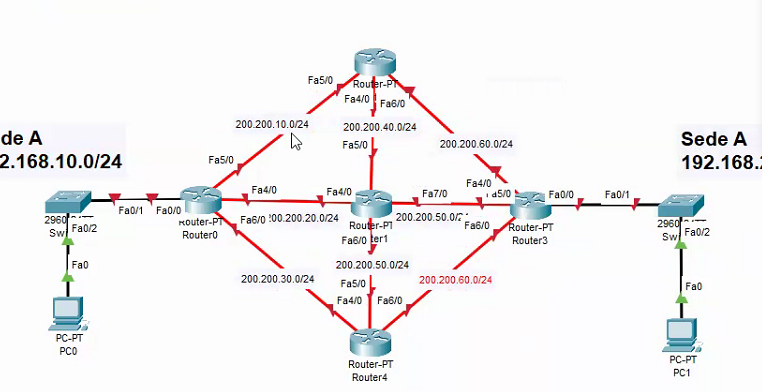 Fa5/0
Router-PT
Fa4/0
Fa6/0
200.200.10.0/24
200.200.40.0/24
de A
2.168.10.0/24
Sede A
192.168.2
200.200.60.0/24
Fa5/0
Fa5/0
Fa4/0
Fa4/0
Fa7/0
Fa4/0
Fa5/0
Fa0/0
Fa0/1
Fa0/1
Fa0/0
2960
Sw
Fa0/2
Router-PT
Router0
Fa6/0
200.200.20.0/24
Router-PT
ter1
Fa6/0
200.200.50.0/2
Fa6/0
Router-PT
Router3
2960
Sw
Fa0/2
200.200.50.0/24
Fa0
200.200.30.0/24
Fa5/0
200.200.60.0/24
Fa0
Fa4/0
Fa6/0
PC-PT
PC0
Router-PT
Router4
PC-PT
PC1